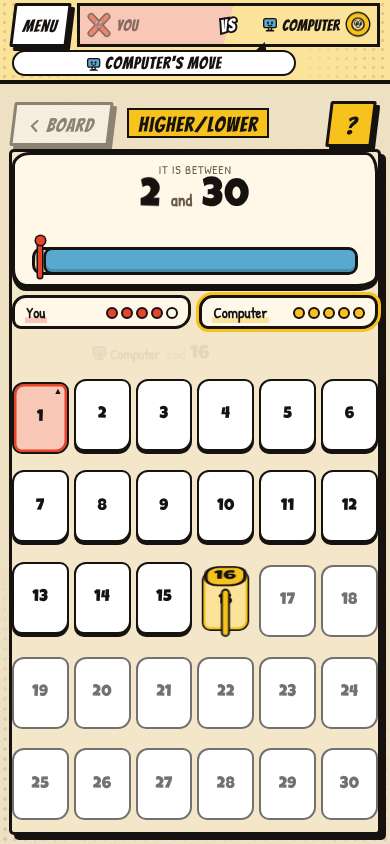 MENU
YOU
VS
COMPUTER
COMPUTER'S MOVE
BOARD
HIGHER/LOWER
?
IT IS BETWEEN
2 and 30
You
Computer
Computer said 16
1 2 3 4 5 6
7 8 9 10 11 12
13 14 15 16 17 18
19 20 21 22 23 24
25 26 27 28 29 30